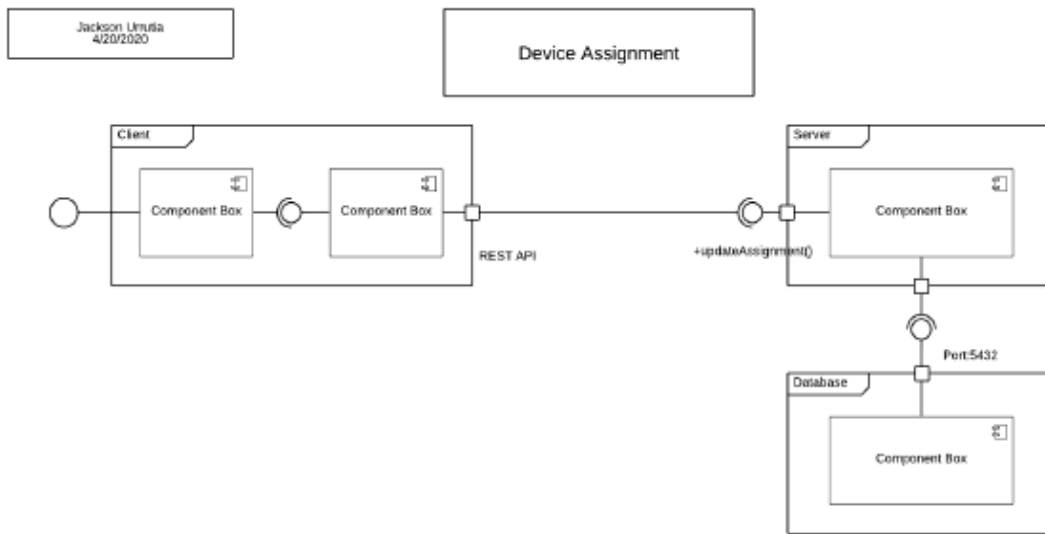 Jackson Urrutia
4/20/2020
Device Assignment
Client
Server
Component Box
Component Box
Component Box
REST API
+updateAssignment()
Port:5432
Database
Component Box